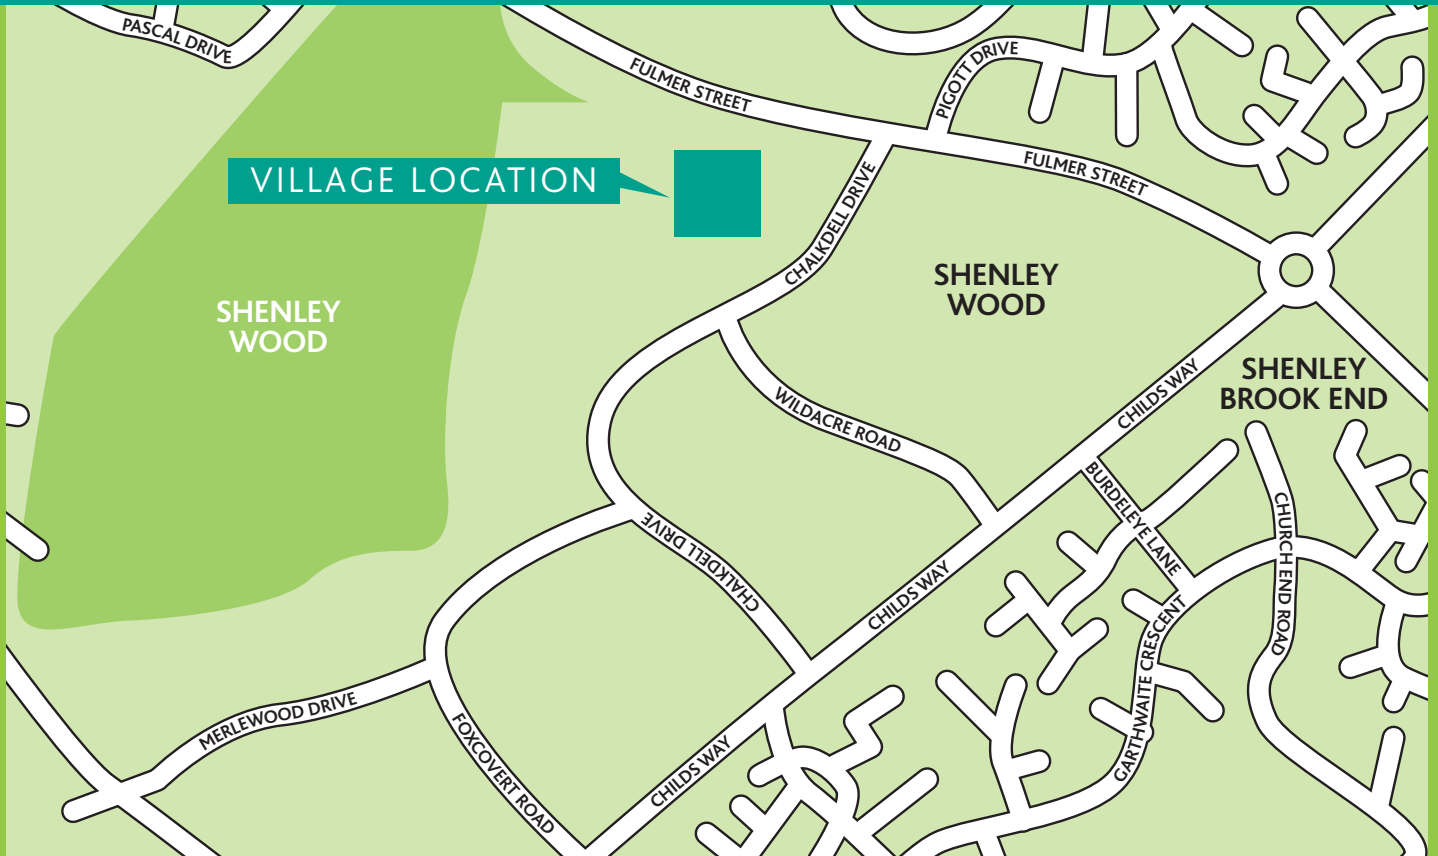 PASCAL DRIVE
FULMER STREET
PIGOTT DRIVE
FULMER STREET
VILLAGE LOCATION
CHALKDELL DRIVE
SHENLEY
WOOD
SHENLEY
WOOD
SHENLEY
BROOK END
CHILDS WAY
WILDACRE ROAD
BURDELEYE LANE
CHURCH END ROAD
CHALKDELL DRIVE
CHILDS WAY
GARTHWAITE CRESCENT
MERLEWOOD DRIVE
FOXCOVERT ROAD
CHILDS WAY